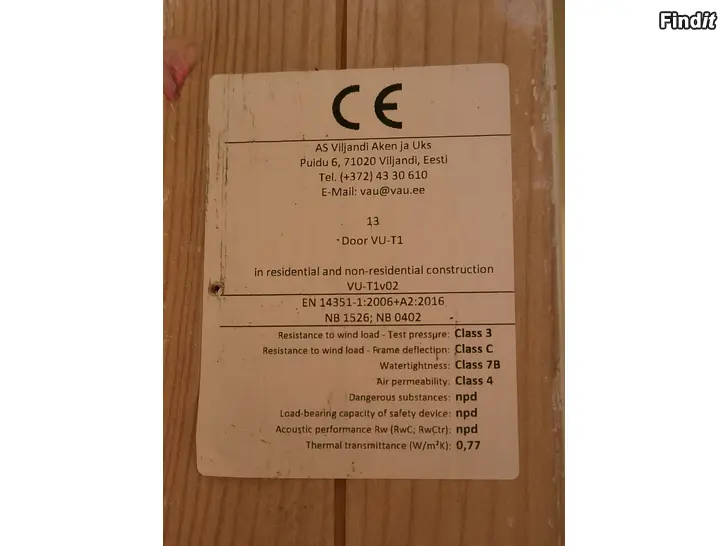 Findit
CE
AS Viljandi Aken ja Uks
Puidu 6, 71020 Viljandi, Eesti
Tel. (+372) 43 30 610
E-Mail: vau@vau.ee
13
Door VU-T1
in residential and non-residential construction
VU-T1v02
EN 14351-1:2006+A2:2016
NB 1526; NB 0402
Resistance to wind load - Test pressure: Class 3
Resistance to wind load - Frame deflection: Class C
Watertightness: Class 7B
Air permeability: Class 4
Dangerous substances: npd
Load-bearing capacity of safety device: npd
Acoustic performance Rw (RwC; RwCtr): npd
Thermal transmittance (W/m²K): 0,77